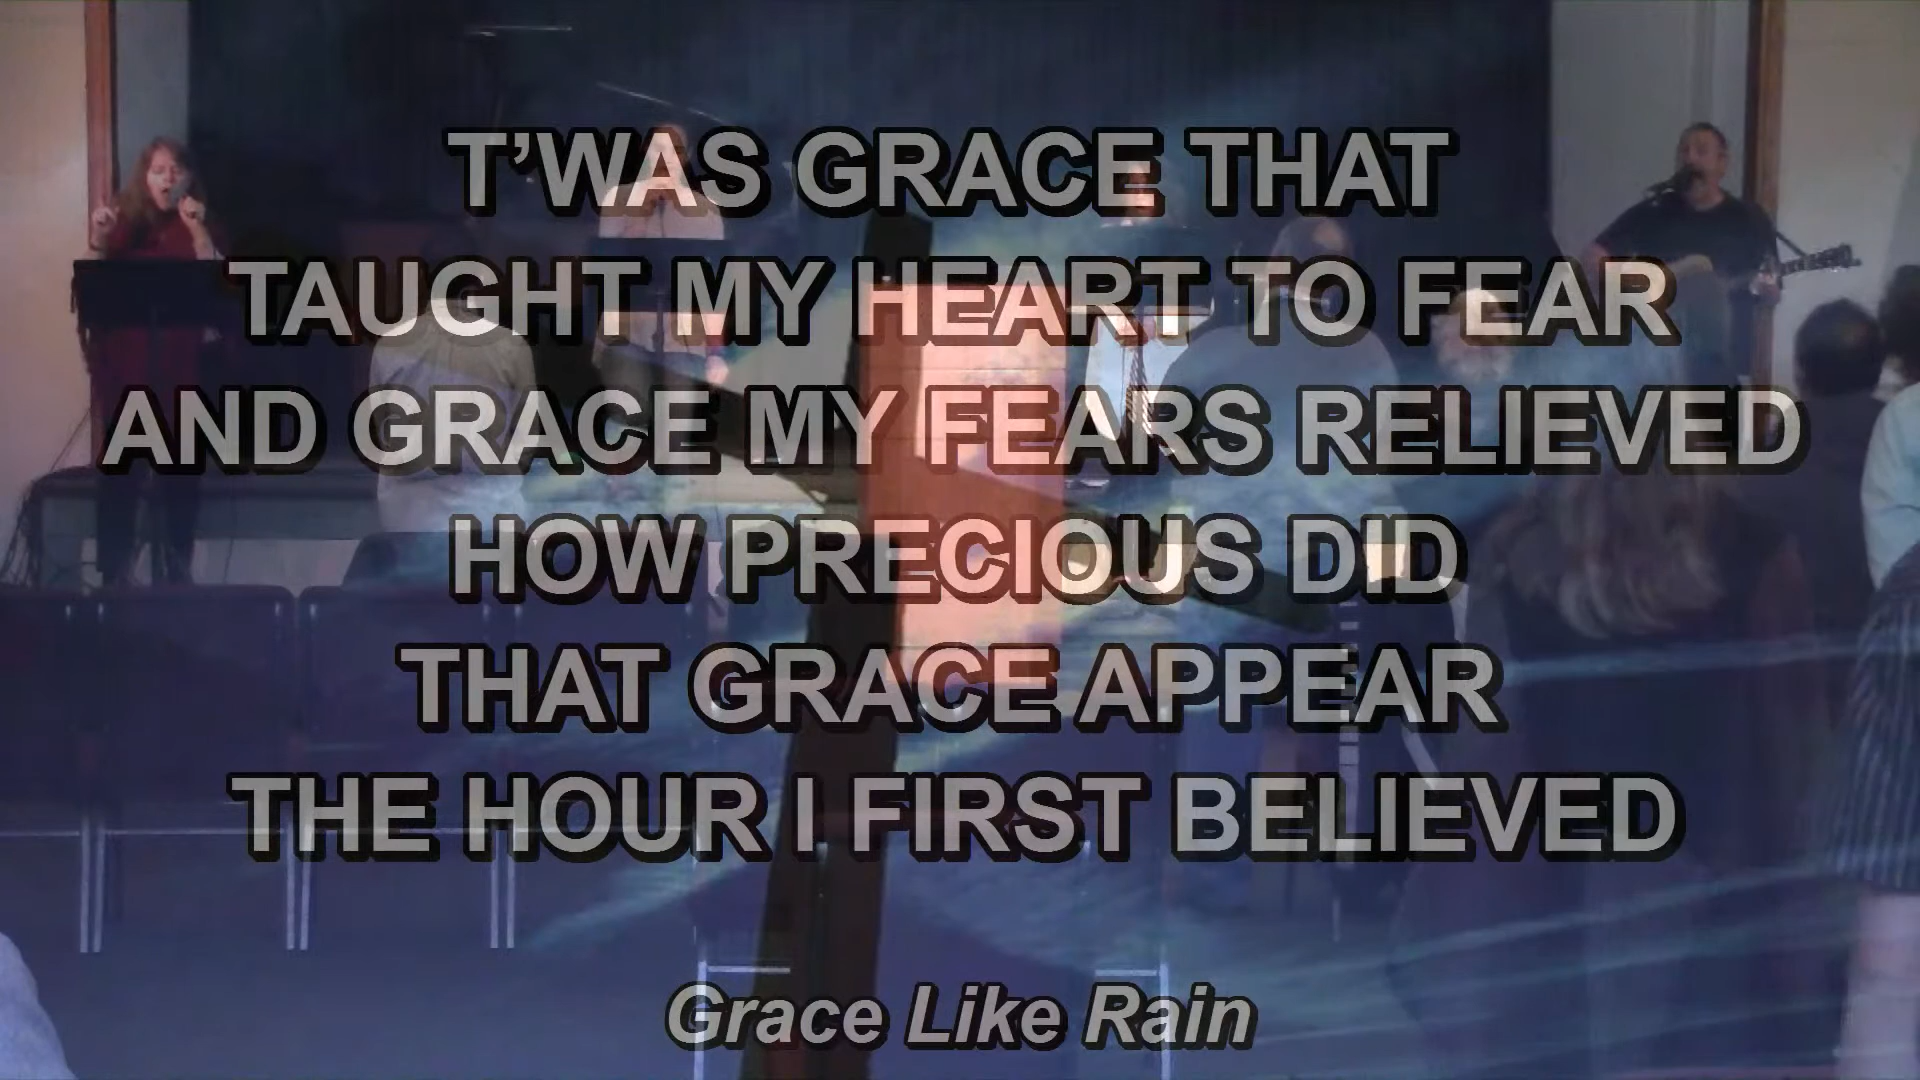 T’WAS GRACE THAT
TAUGHT MY HEART TO FEAR
AND GRACE MY FEARS RELIEVED
HOW PRECIOUS DID
THAT GRACE APPEAR
THE HOUR I FIRST BELIEVED
Grace Like Rain